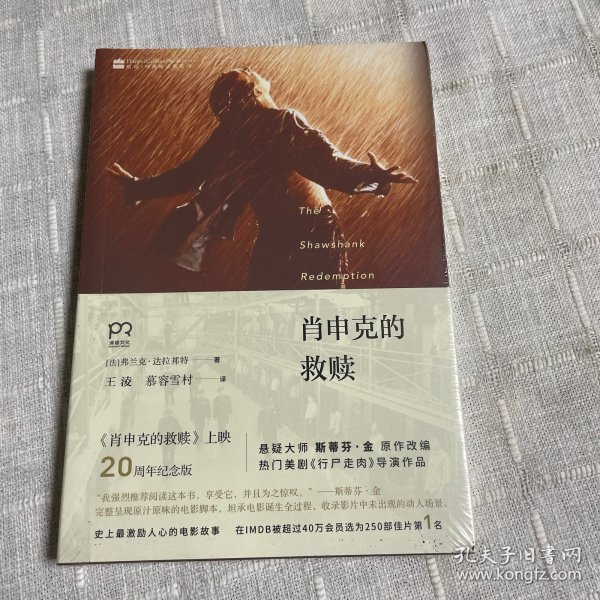 The
Shawshank
Redemption
肖申克的
救赎
[法]弗兰克·达拉邦特 著
王淩 慕容雪村 译
《肖申克的救赎》上映
20周年纪念版
悬疑大师 斯蒂芬·金 原作改编
热门美剧《行尸走肉》导演作品
“我强烈推荐阅读这本书，享受它，并且为之惊叹。”——斯蒂芬·金
完整呈现原汁原味的电影脚本，坦承电影诞生全过程，收录影片中未出现的动人场景。
史上最激励人心的电影故事 在IMDB被超过40万会员选为250部佳片第1名
孔夫子旧书网
www.kongfz.com